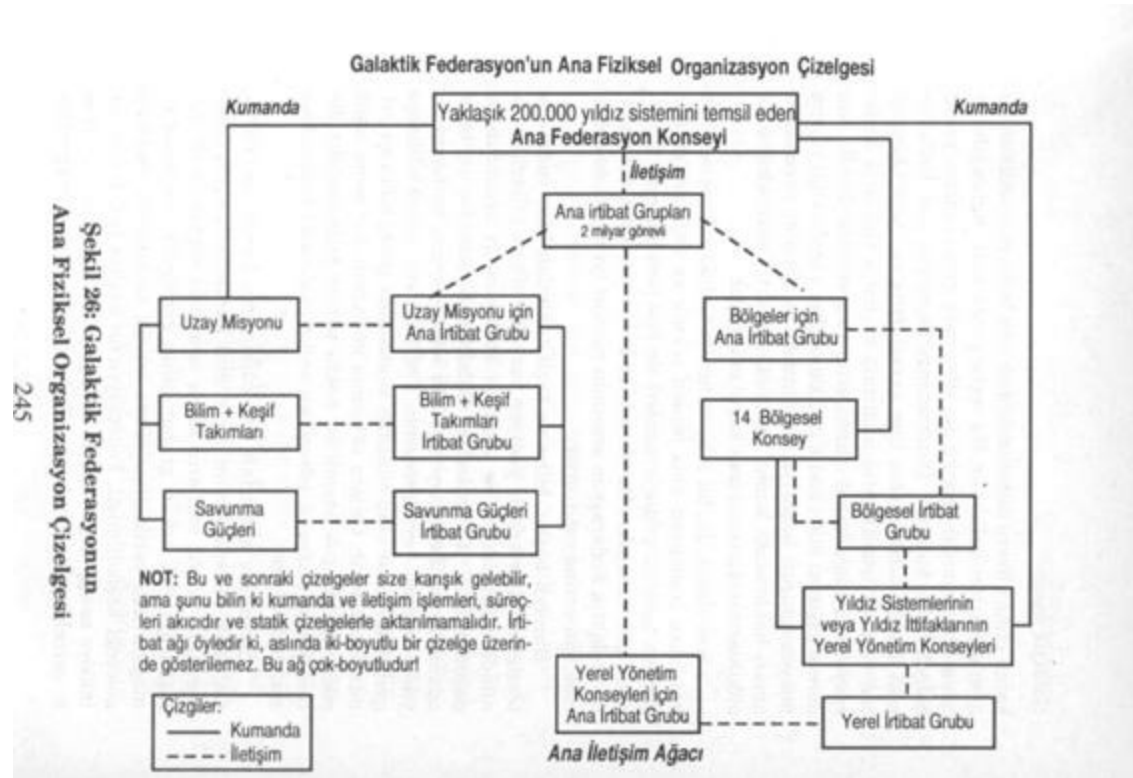 Galaktik Federasyon'un Ana Fiziksel Organizasyon Çizelgesi
Kumanda
Yaklaşık 200.000 yıldız sistemini temsil eden
Ana Federasyon Konseyi
Kumanda
İletişim
Ana irtibat Grupları
2 milyar görevli
Uzay Misyonu
Uzay Misyonu için
Ana İrtibat Grubu
Bölgeler için
Ana İrtibat Grubu
Bilim + Keşif
Takımları
Bilim + Keşif
Takımları
İrtibat Grubu
14 Bölgesel
Konsey
Savunma
Güçleri
Savunma Güçleri
İrtibat Grubu
Bölgesel İrtibat
Grubu
NOT: Bu ve sonraki çizelgeler size karışık gelebilir,
ama şunu bilin ki kumanda ve iletişim işlemleri, süreç-
leri akıcıdır ve statik çizelgelerle aktarılmamalıdır. İrti-
bat ağı öyledir ki, aslında iki-boyutlu bir çizelge üzerin-
de gösterilemez. Bu ağ çok-boyutludur!
Yıldız Sistemlerinin
veya Yıldız İttifaklarının
Yerel Yönetim Konseyleri
Yerel Yönetim
Konseyleri için
Ana İrtibat Grubu
Yerel İrtibat Grubu
Ana İletişim Ağacı
Çizgiler:
Kumanda
İletişim
Şekil 26: Galaktik Federasyonun
Ana Fiziksel Organizasyon Çizelgesi
245